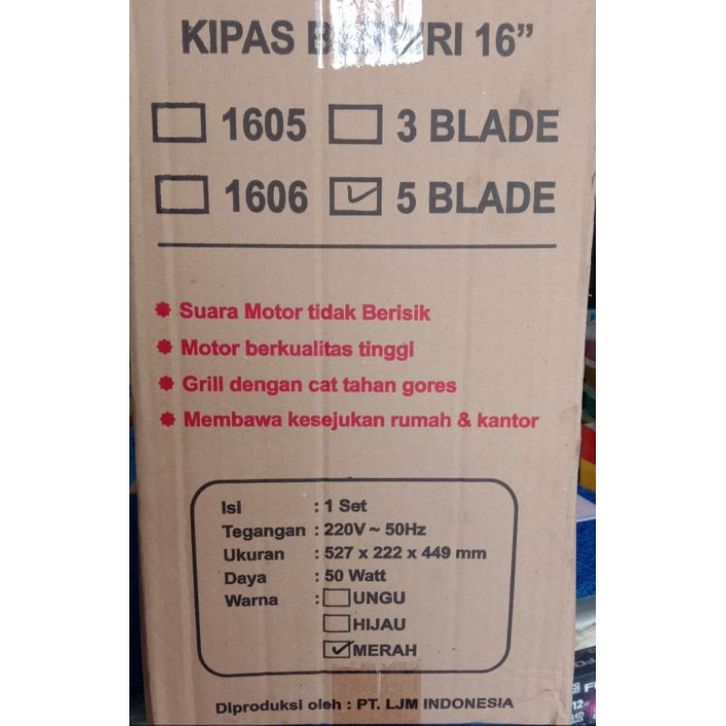 KIPAS 16”
1605 3 BLADE
1606 5 BLADE
Suara Motor tidak Berisik
Motor berkualitas tinggi
Grill dengan cat tahan gores
Membawa kesejukan rumah & kantor
Isi : 1 Set
Tegangan : 220V ~ 50Hz
Ukuran : 527 x 222 x 449 mm
Daya : 50 Watt
Warna : UNGU
HIJAU
MERAH
Diproduksi oleh : PT. LJM INDONESIA